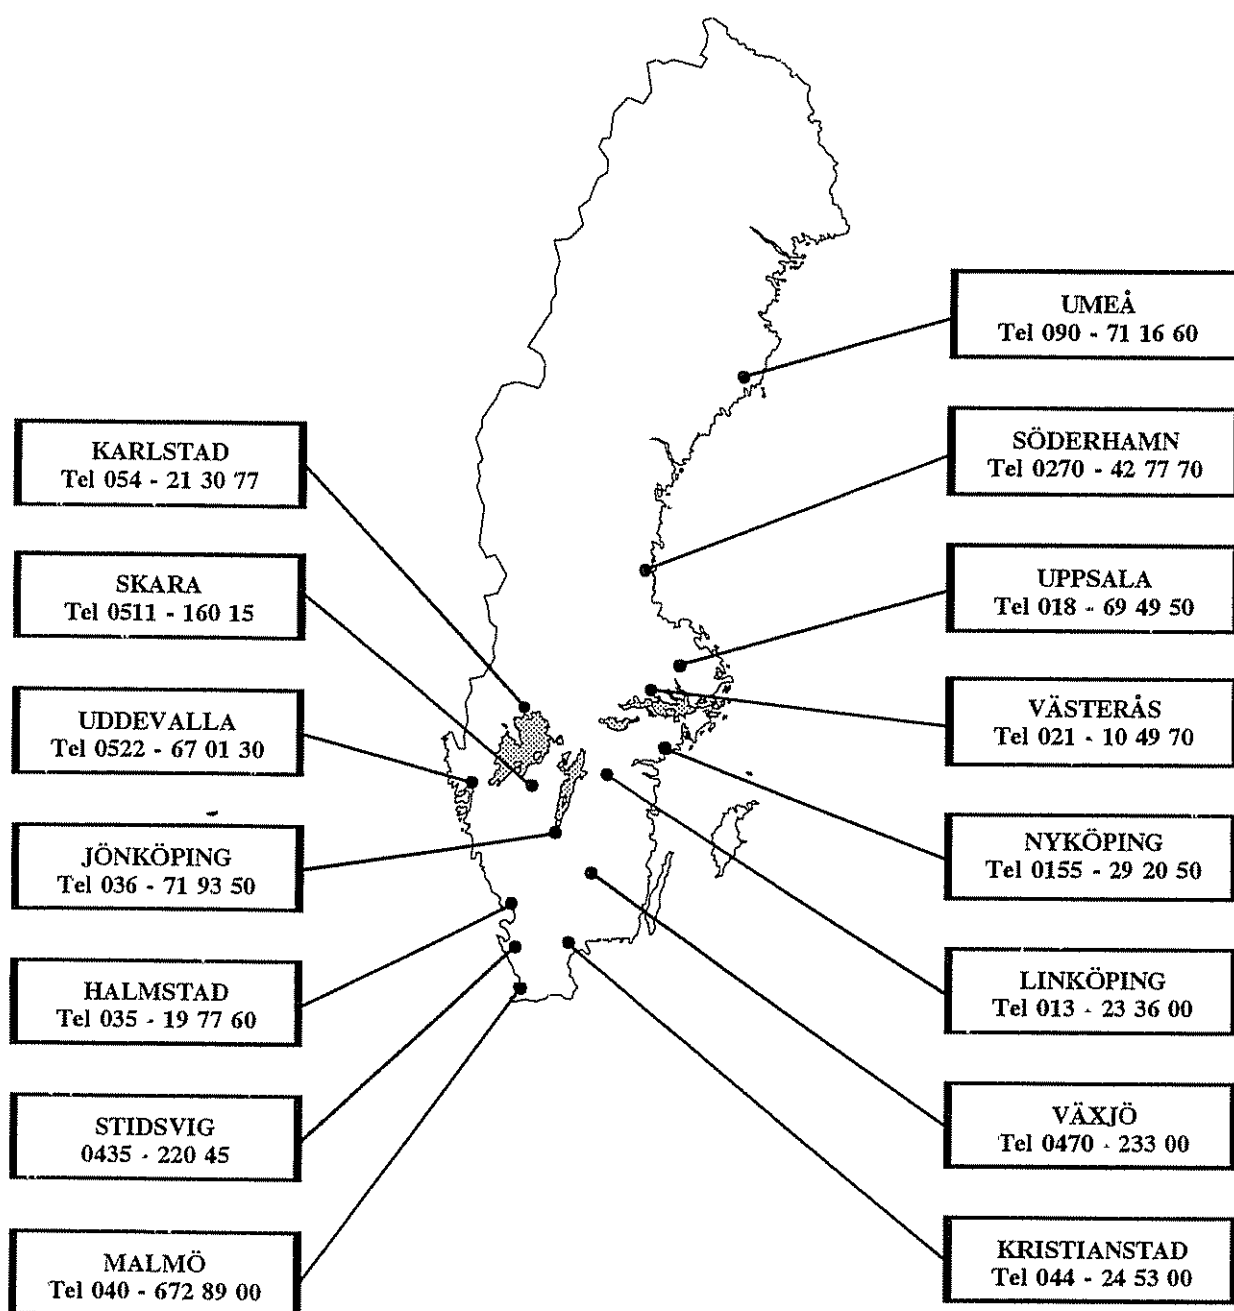 KARLSTAD
Tel 054 - 21 30 77
SKARA
Tel 0511 - 160 15
UDDEVALLA
Tel 0522 - 67 01 30
JÖNKÖPING
Tel 036 - 71 93 50
HALMSTAD
Tel 035 - 19 77 60
STIDSVIG
0435 - 220 45
MALMÖ
Tel 040 - 672 89 00
UMEÅ
Tel 090 - 71 16 60
SÖDERHAMN
Tel 0270 - 42 77 70
UPPSALA
Tel 018 - 69 49 50
VÄSTERÅS
Tel 021 - 10 49 70
NYKÖPING
Tel 0155 - 29 20 50
LINKÖPING
Tel 013 - 23 36 00
VÄXJÖ
Tel 0470 - 233 00
KRISTIANSTAD
Tel 044 - 24 53 00